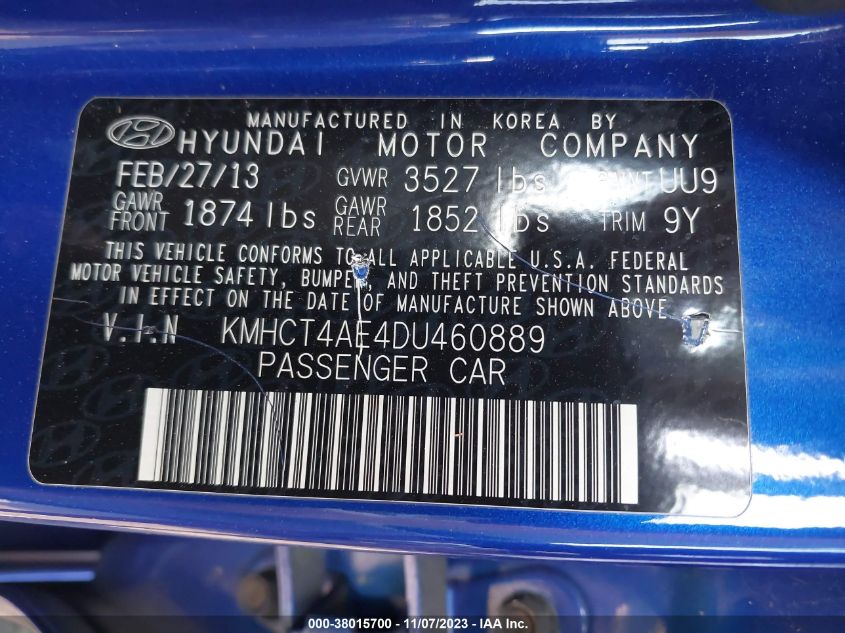 MANUFACTURED IN KOREA BY
HYUNDAI MOTOR COMPANY
FEB/27/13 GVWR 3527 lbs UU9
GAWR FRONT 1874 lbs GAWR REAR 1852 lbs TRIM 9Y
THIS VEHICLE CONFORMS TO ALL APPLICABLE U.S.A. FEDERAL
MOTOR VEHICLE SAFETY, BUMPER, AND THEFT PREVENTION STANDARDS
IN EFFECT ON THE DATE OF MANUFACTURE SHOWN ABOVE
V.I.N KMHCT4AE4DU460889
PASSENGER CAR
000-38015700 - 11/07/2023 - IAA Inc.